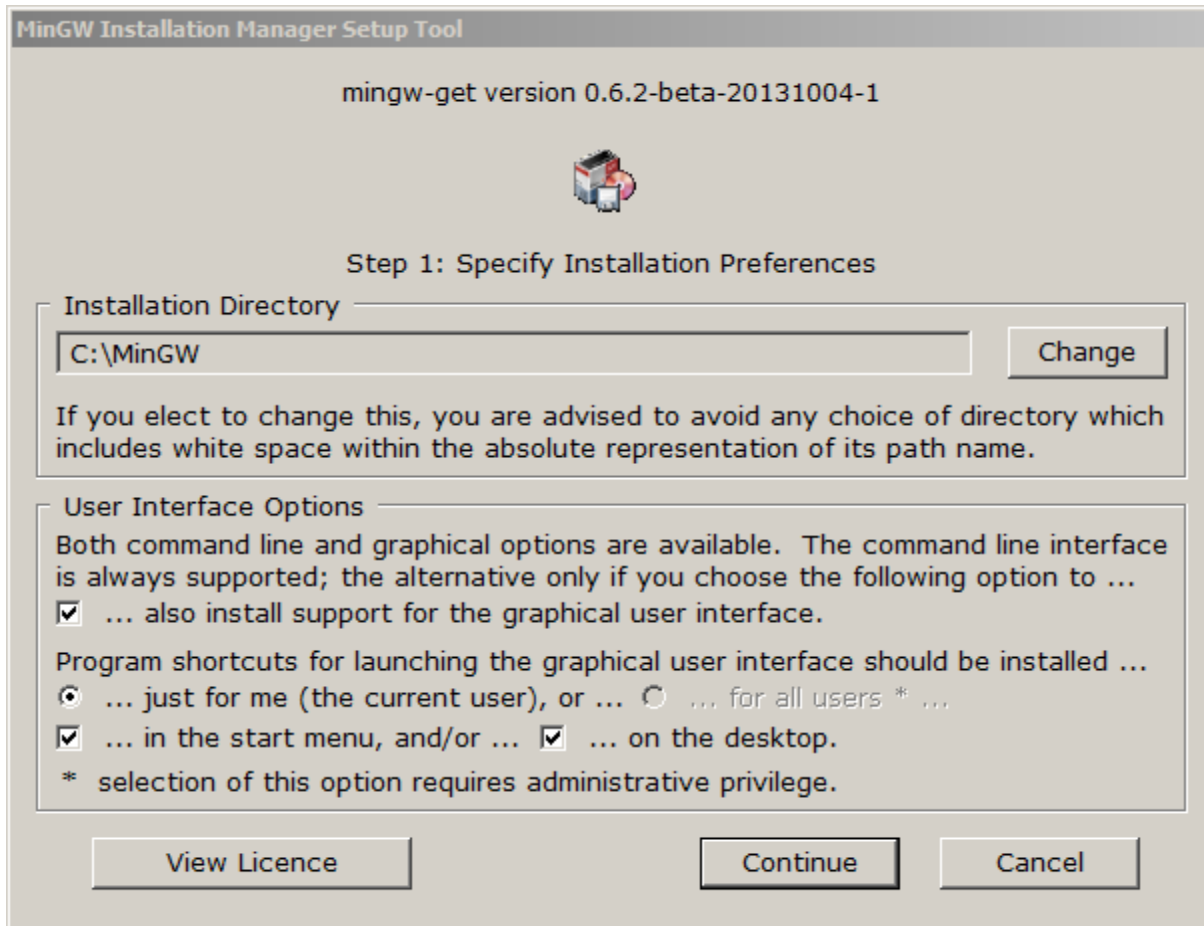 MinGW Installation Manager Setup Tool
mingw-get version 0.6.2-beta-20131004-1
Step 1: Specify Installation Preferences
Installation Directory
C:\MinGW
Change
If you elect to change this, you are advised to avoid any choice of directory which
includes white space within the absolute representation of its path name.
User Interface Options
Both command line and graphical options are available.  The command line interface
is always supported; the alternative only if you choose the following option to ...
... also install support for the graphical user interface.
Program shortcuts for launching the graphical user interface should be installed ...
... just for me (the current user), or ... ... for all users * ...
... in the start menu, and/or ... ... on the desktop.
* selection of this option requires administrative privilege.
View Licence Continue Cancel